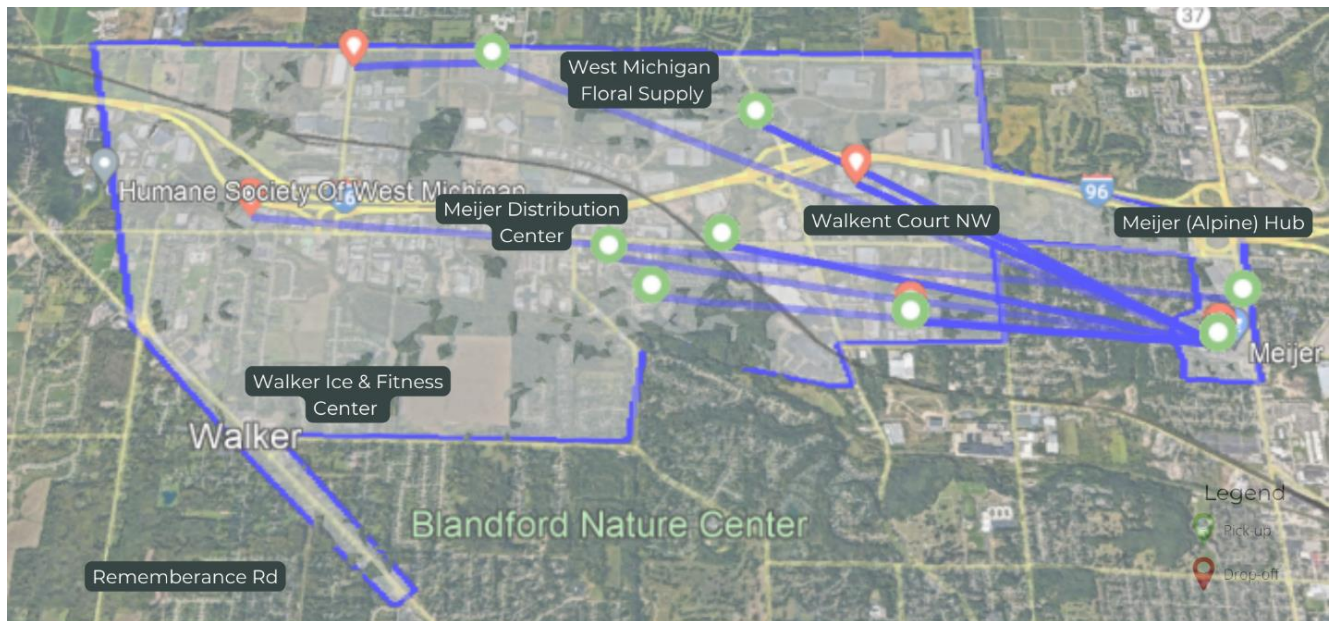 37
West Michigan
Floral Supply
Humane Society Of West Michigan
96
Meijer Distribution
Center
Walkent Court NW
96
Meijer (Alpine) Hub
Meijer
Walker Ice & Fitness
Center
Walker
Legend
Pick-up
Blandford Nature Center
Rememberance Rd
Drop-off